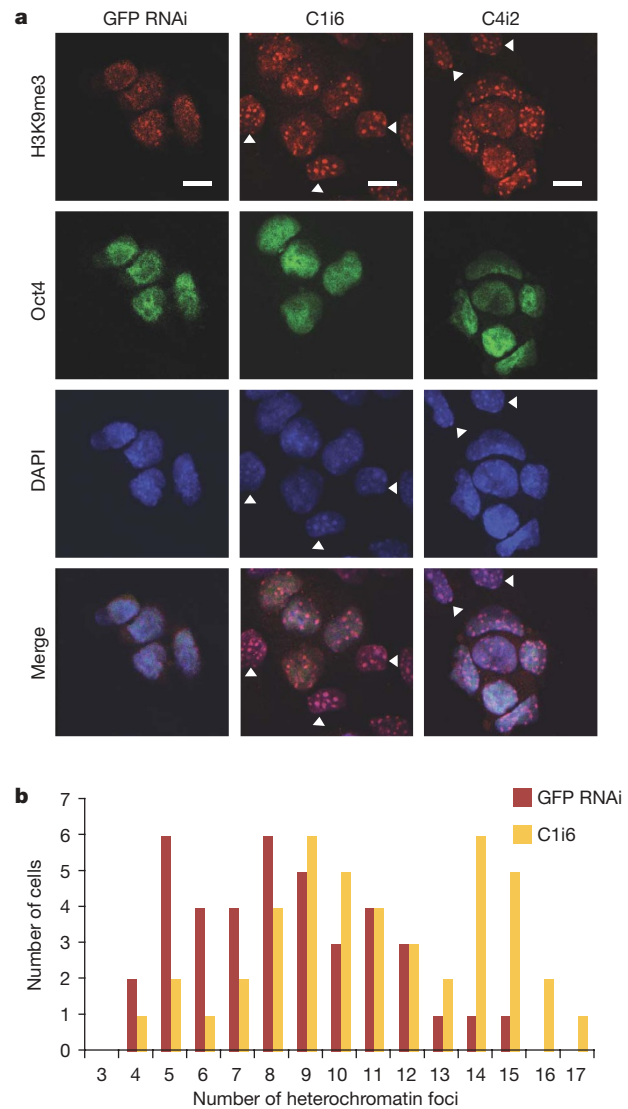 a
GFP RNAi C1i6 C4i2
H3K9me3
Oct4
DAPI
Merge
b
GFP RNAi
C1i6
Number of cells
7
6
5
4
3
2
1
0
3 4 5 6 7 8 9 10 11 12 13 14 15 16 17
Number of heterochromatin foci